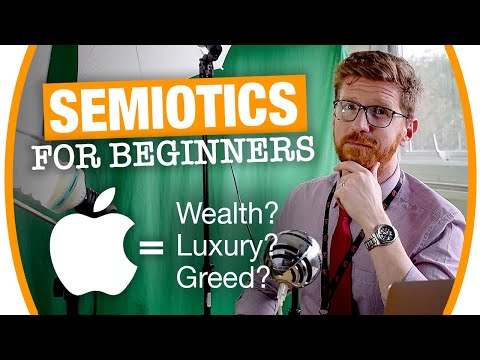 SEMIOTICS
FOR BEGINNERS
= Wealth?
Luxury?
Greed?